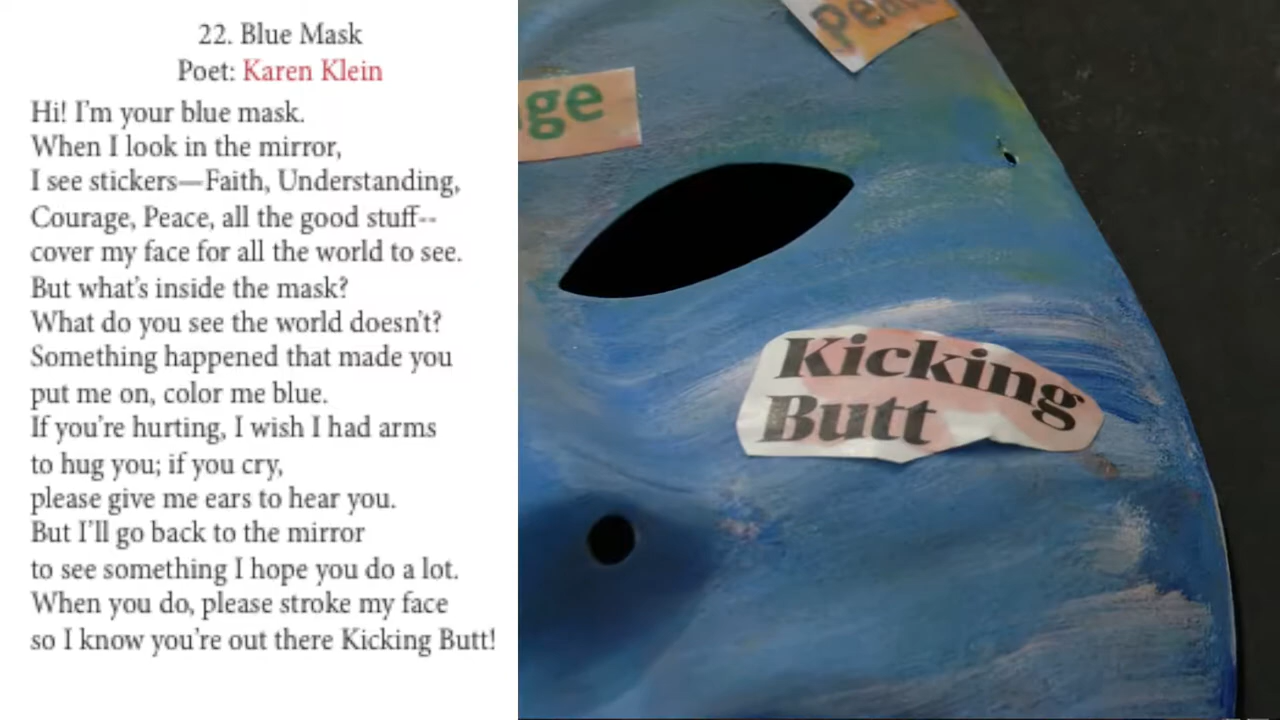 22. Blue Mask
Poet: Karen Klein
Hi! I'm your blue mask.
When I look in the mirror,
I see stickers—Faith, Understanding,
Courage, Peace, all the good stuff--
cover my face for all the world to see.
But what's inside the mask?
What do you see the world doesn't?
Something happened that made you
put me on, color me blue.
If you're hurting, I wish I had arms
to hug you; if you cry,
please give me ears to hear you.
But I'll go back to the mirror
to see something I hope you do a lot.
When you do, please stroke my face
so I know you're out there Kicking Butt!
Peace
ge
Kicking
Butt